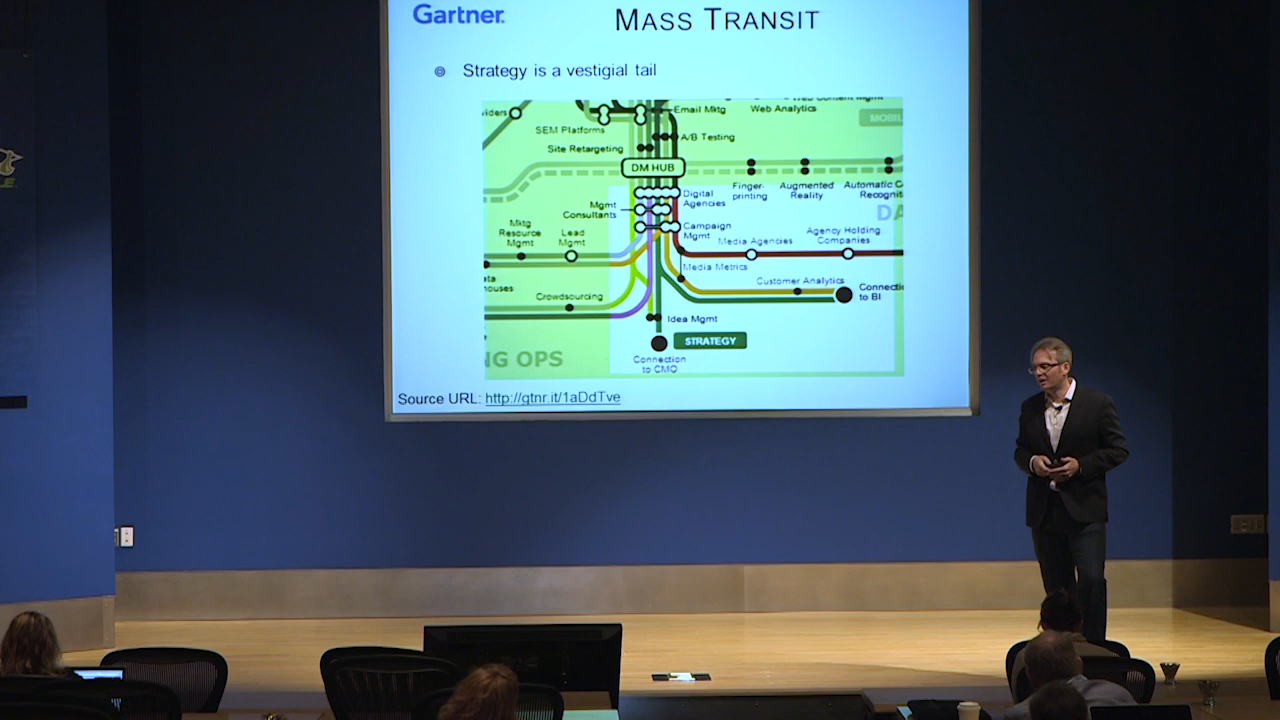 Gartner
MASS TRANSIT
Strategy is a vestigial tail
Email Mktg
Web Analytics
SEM Platforms
A/B Testing
Site Retargeting
DM HUB
Finger-
printing
Augmented
Reality
Automatic
Digital
Agencies
Mgmt
Consultants
Campaign
Mgmt
Mktg
Resource
Mgmt
Lead
Mgmt
Media Agencies
Agency Holding
Companies
Media Metrics
Customer Analytics
to BI
Crowdsourcing
Idea Mgmt
STRATEGY
Connection
to CMO
OPS
Source URL: http://gtnr.it/1aDdTve